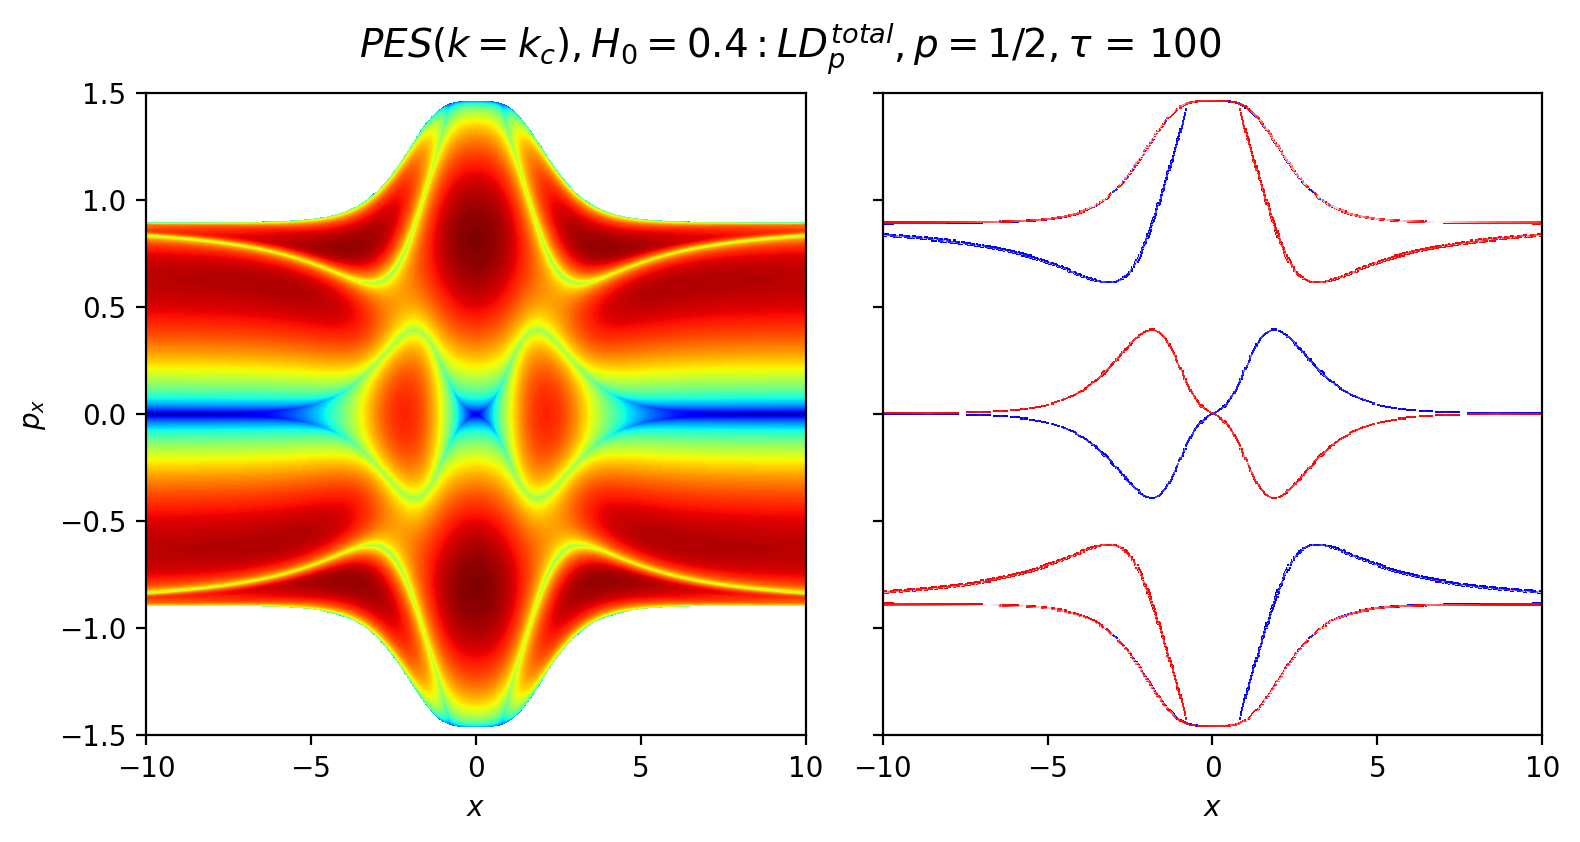 PES(k = k_c), H_0 = 0.4 : LD_p^{total}, p = 1/2, τ = 100
1.5
1.0
0.5
0.0
−0.5
−1.0
−1.5
p_x
−10 −5 0 5 10
−10 −5 0 5 10
x x